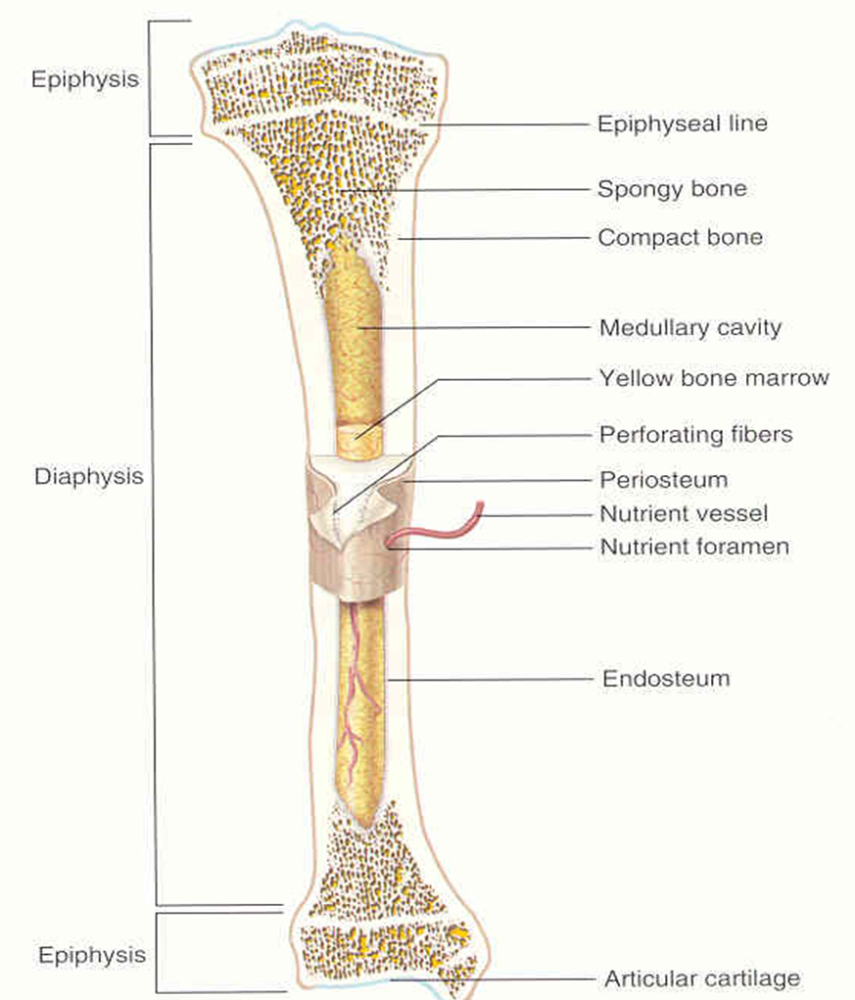 Epiphysis
Epiphyseal line
Spongy bone
Compact bone
Medullary cavity
Yellow bone marrow
Perforating fibers
Diaphysis
Periosteum
Nutrient vessel
Nutrient foramen
Endosteum
Epiphysis
Articular cartilage